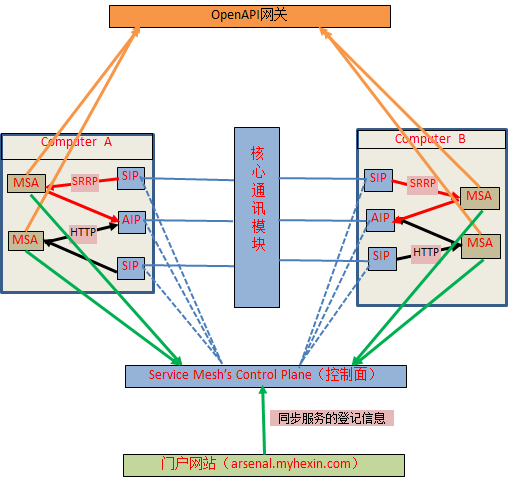 OpenAPI网关
Computer A
MSA
SRRP
SIP
AIP
MSA
HTTP
SIP
核心通讯模块
Computer B
SIP
SRRP
MSA
AIP
MSA
SIP
HTTP
Service Mesh's Control Plane（控制面）
同步服务的登记信息
门户网站（arsenal.myhexin.com）